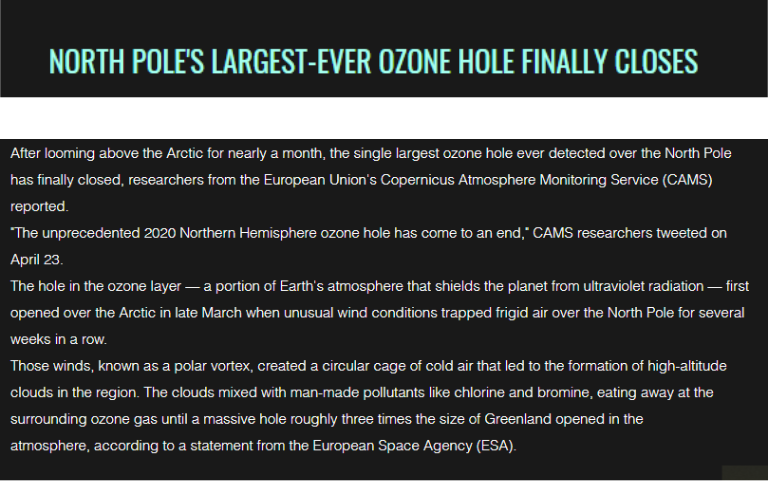 NORTH POLE'S LARGEST-EVER OZONE HOLE FINALLY CLOSES
After looming above the Arctic for nearly a month, the single largest ozone hole ever detected over the North Pole
has finally closed, researchers from the European Union's Copernicus Atmosphere Monitoring Service (CAMS)
reported.
"The unprecedented 2020 Northern Hemisphere ozone hole has come to an end," CAMS researchers tweeted on
April 23.
The hole in the ozone layer — a portion of Earth's atmosphere that shields the planet from ultraviolet radiation — first
opened over the Arctic in late March when unusual wind conditions trapped frigid air over the North Pole for several
weeks in a row.
Those winds, known as a polar vortex, created a circular cage of cold air that led to the formation of high-altitude
clouds in the region. The clouds mixed with man-made pollutants like chlorine and bromine, eating away at the
surrounding ozone gas until a massive hole roughly three times the size of Greenland opened in the
atmosphere, according to a statement from the European Space Agency (ESA).